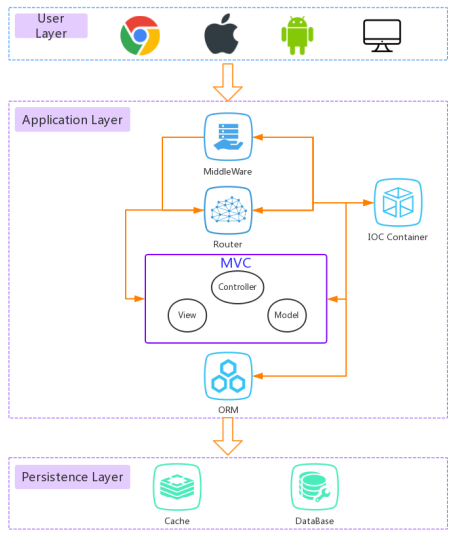 User
Layer
Application Layer
MiddleWare
Router
IOC Container
MVC
Controller
View
Model
ORM
Persistence Layer
Cache
DataBase